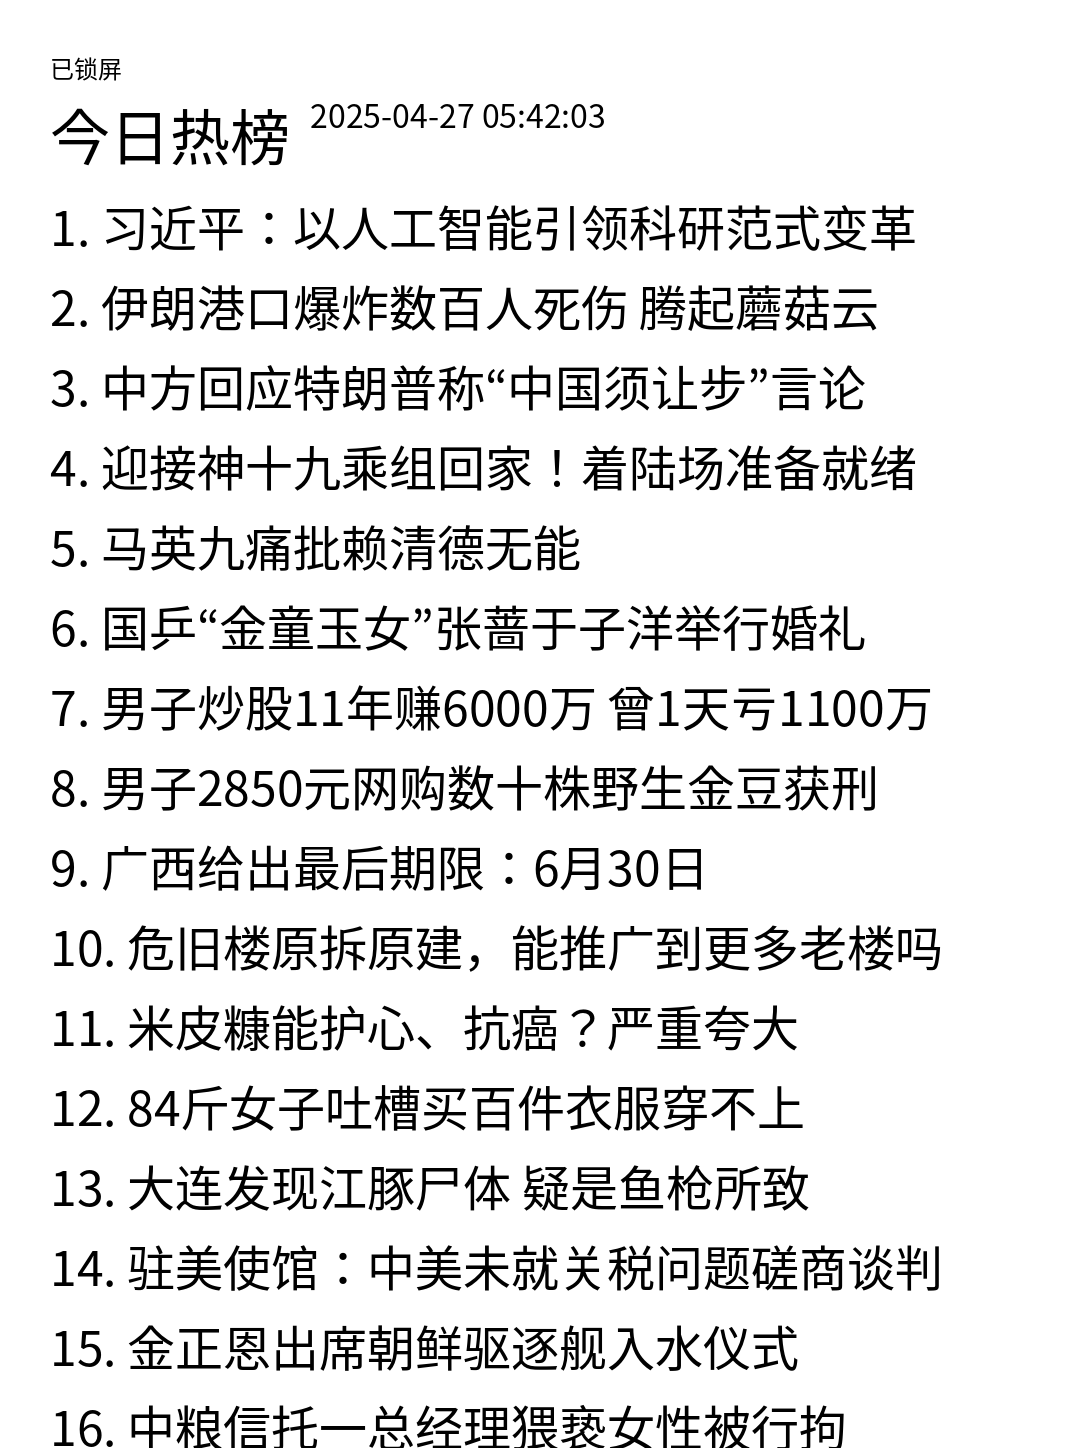 已锁屏
今日热榜 2025-04-27 05:42:03
1. 习近平：以人工智能引领科研范式变革
2. 伊朗港口爆炸数百人死伤 腾起蘑菇云
3. 中方回应特朗普称“中国须让步”言论
4. 迎接神十九乘组回家！着陆场准备就绪
5. 马英九痛批赖清德无能
6. 国乒“金童玉女”张蔷于子洋举行婚礼
7. 男子炒股11年赚6000万 曾1天亏1100万
8. 男子2850元网购数十株野生金豆获刑
9. 广西给出最后期限：6月30日
10. 危旧楼原拆原建，能推广到更多老楼吗
11. 米皮糠能护心、抗癌？严重夸大
12. 84斤女子吐槽买百件衣服穿不上
13. 大连发现江豚尸体 疑是鱼枪所致
14. 驻美使馆：中美未就关税问题磋商谈判
15. 金正恩出席朝鲜驱逐舰入水仪式
16. 中粮信托一总经理猥亵女性被行拘